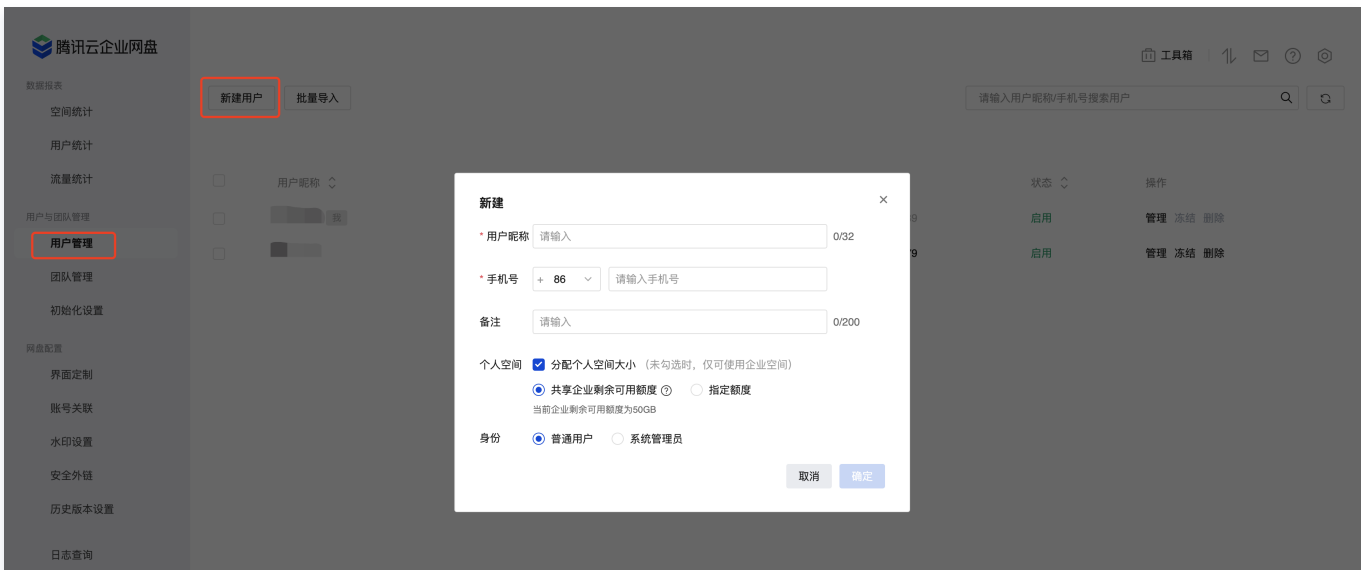 腾讯云企业网盘
工具箱
数据报表
空间统计
用户统计
流量统计
用户与团队管理
用户管理
团队管理
初始化设置
网盘配置
界面定制
账号关联
水印设置
安全外链
历史版本设置
日志查询
新建用户 批量导入
请输入用户昵称/手机号搜索用户
用户昵称 状态 操作
启用 管理 冻结 删除
启用 管理 冻结 删除
新建
* 用户昵称 请输入 0/32
* 手机号 + 86 请输入手机号
备注 请输入 0/200
个人空间 分配个人空间大小（未勾选时，仅可使用企业空间）
共享企业剩余可用额度 指定额度
当前企业剩余可用额度为50GB
身份 普通用户 系统管理员
取消 确定